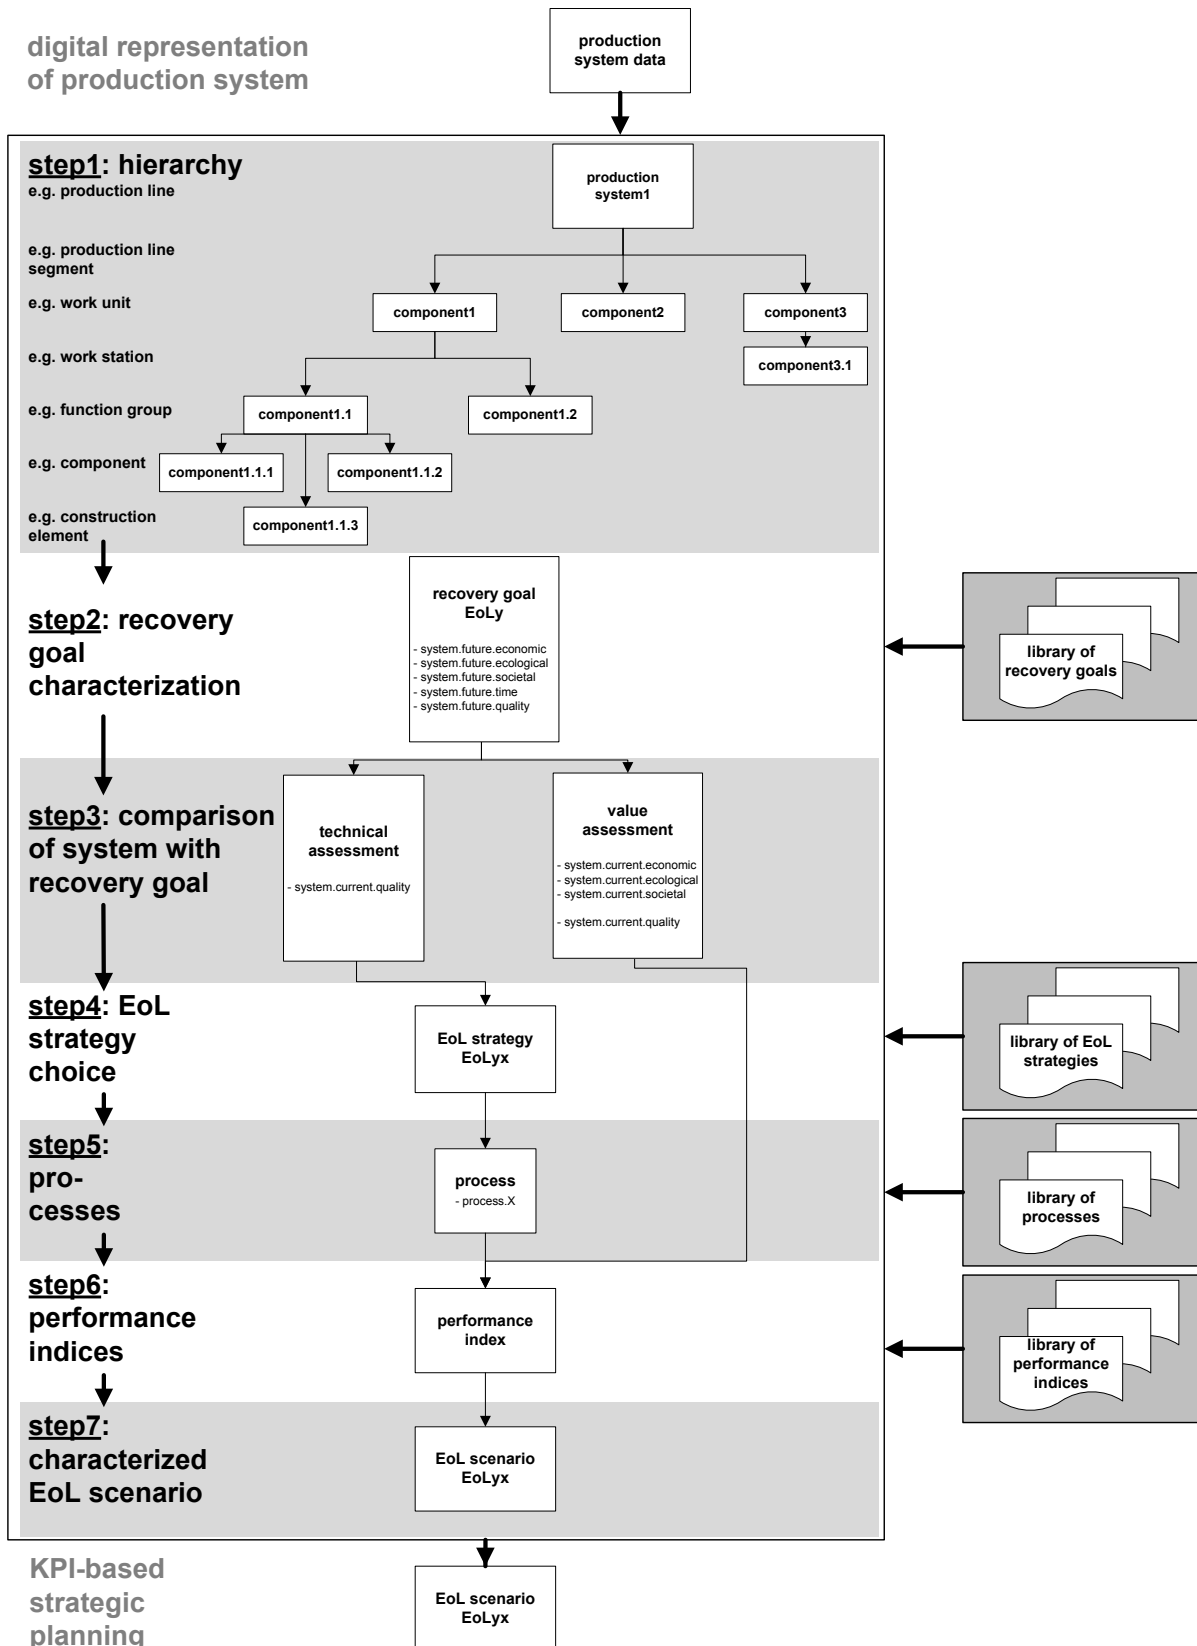 digital representation
of production system
production
system data
step1: hierarchy
e.g. production line
production
system1
e.g. production line
segment
e.g. work unit
component1
component2
component3
e.g. work station
component3.1
e.g. function group
component1.1
component1.2
e.g. component
component1.1.1
component1.1.2
e.g. construction
element
component1.1.3
step2: recovery
goal
characterization
recovery goal
EoLy
- system.future.economic
- system.future.ecological
- system.future.societal
- system.future.time
- system.future.quality
library of
recovery goals
step3: comparison
of system with
recovery goal
technical
assessment
- system.current.quality
value
assessment
- system.current.economic
- system.current.ecological
- system.current.societal
- system.current.quality
step4: EoL
strategy
choice
EoL strategy
EoLyx
library of EoL
strategies
step5:
pro-
cesses
process
- process.X
library of
processes
step6:
performance
indices
performance
index
library of
performance
indices
step7:
characterized
EoL scenario
EoL scenario
EoLyx
KPI-based
strategic
planning
EoL scenario
EoLyx